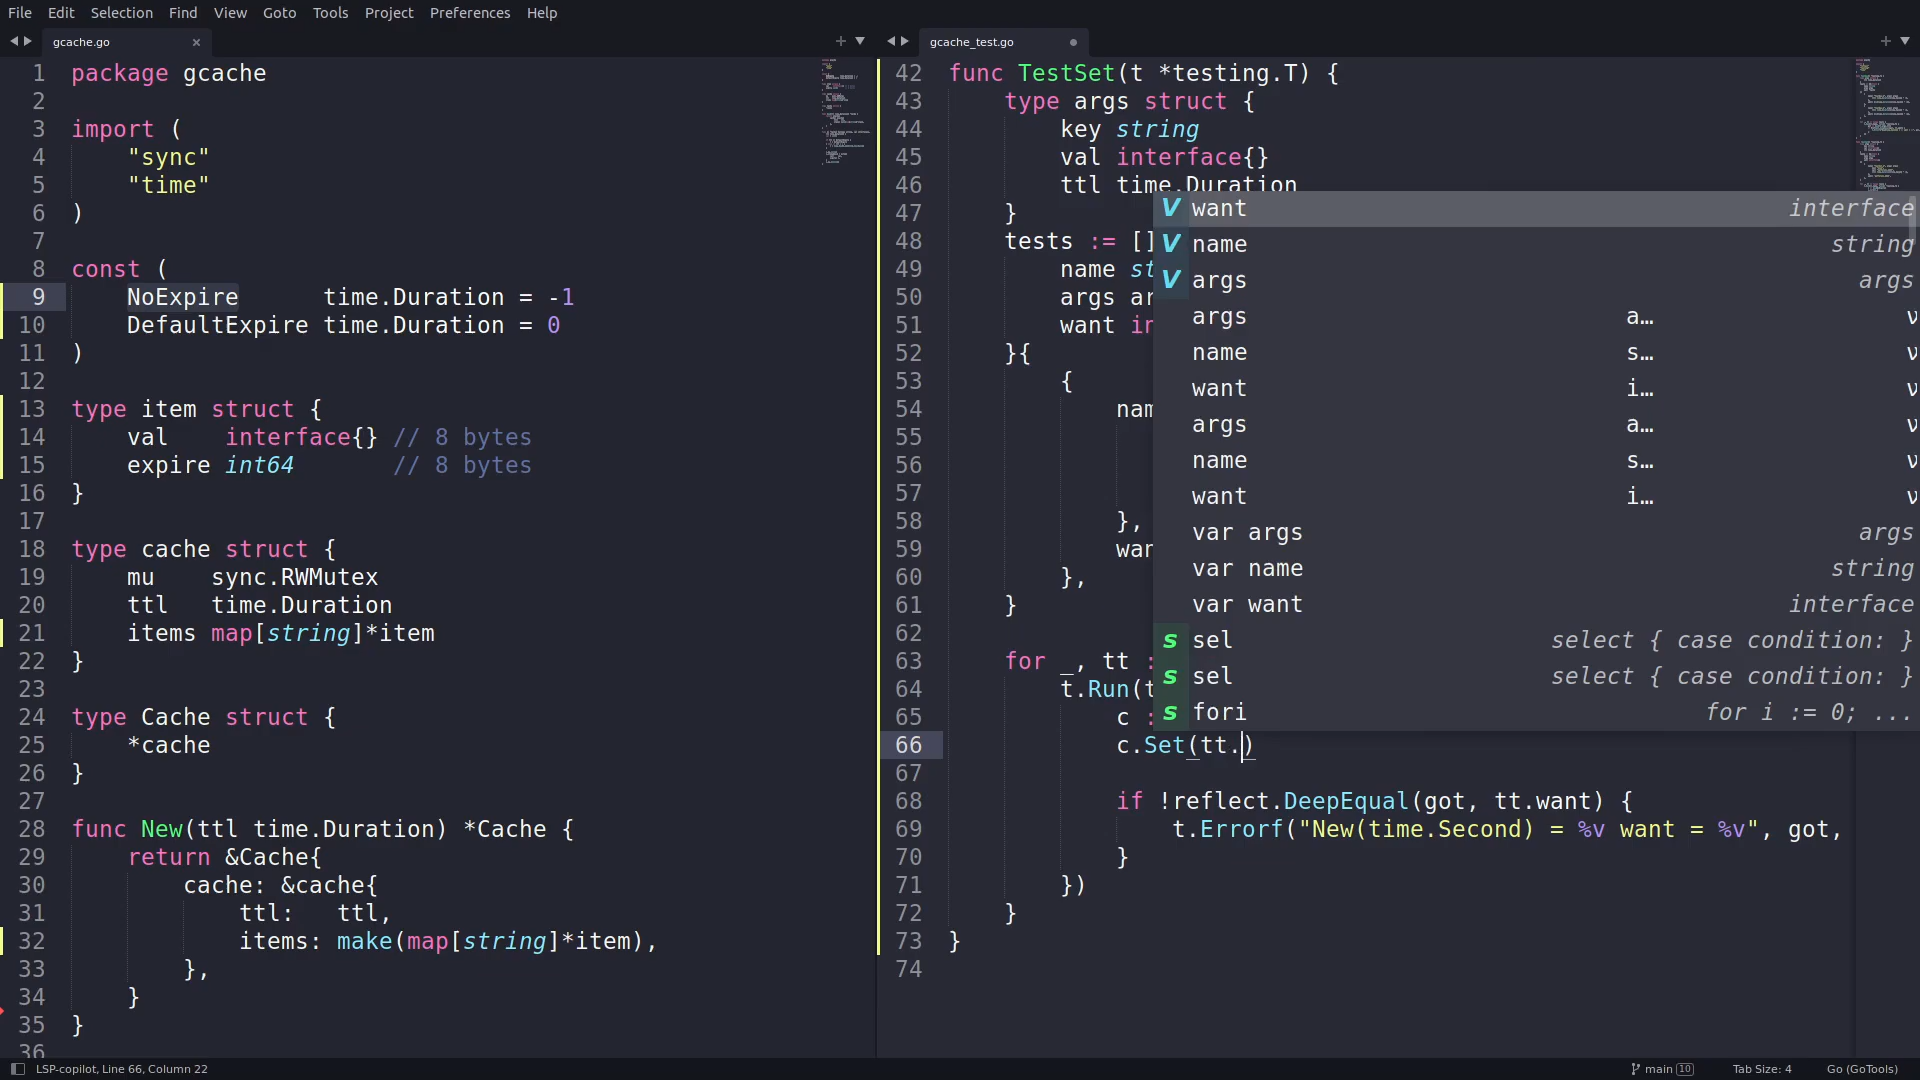 File Edit Selection Find View Goto Tools Project Preferences Help
gcache.go
gcache_test.go
1 package gcache
2
3 import (
4 "sync"
5 "time"
6 )
7
8 const (
9 NoExpire time.Duration = -1
10 DefaultExpire time.Duration = 0
11 )
12
13 type item struct {
14 val interface{} // 8 bytes
15 expire int64 // 8 bytes
16 }
17
18 type cache struct {
19 mu sync.RWMutex
20 ttl time.Duration
21 items map[string]*item
22 }
23
24 type Cache struct {
25 *cache
26 }
27
28 func New(ttl time.Duration) *Cache {
29 return &Cache{
30 cache: &cache{
31 ttl: ttl,
32 items: make(map[string]*item),
33 },
34 }
35 }
36
42 func TestSet(t *testing.T) {
43 type args struct {
44 key string
45 val interface{}
46 ttl time.Duration
47 }
48 tests := []
49 name st
50 args ar
51 want in
52 }{
53 {
54 nam
55
56
57
58 },
59 wan
60 },
61 }
62
63 for _, tt :
64 t.Run(t
65 c :
66 c.Set(tt.)
67
68 if !reflect.DeepEqual(got, tt.want) {
69 t.Errorf("New(time.Second) = %v want = %v", got,
70 }
71 })
72 }
73 }
74
V want interface
V name string
V args args
args a… v
name s… v
want i… v
args a… v
name s… v
want i… v
var args args
var name string
var want interface
s sel select { case condition: }
s sel select { case condition: }
s fori for i := 0; ...
LSP-copilot, Line 66, Column 22
main 10 Tab Size: 4 Go (GoTools)